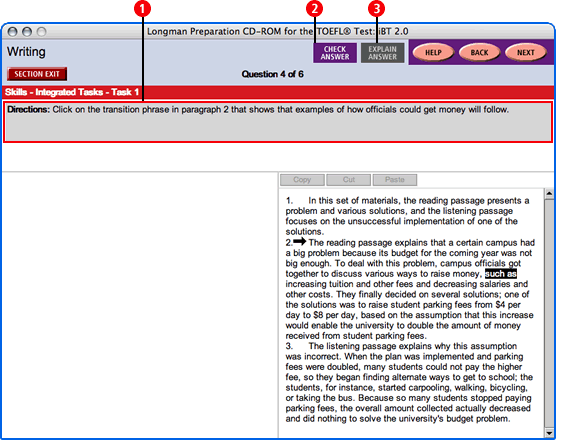 1 2 3
Longman Preparation CD-ROM for the TOEFL® Test: iBT 2.0
Writing
CHECK ANSWER
EXPLAIN ANSWER
HELP
BACK
NEXT
SECTION EXIT
Question 4 of 6
Skills - Integrated Tasks - Task 1
Directions: Click on the transition phrase in paragraph 2 that shows that examples of how officials could get money will follow.
Copy Cut Paste
1. In this set of materials, the reading passage presents a
problem and various solutions, and the listening passage
focuses on the unsuccessful implementation of one of the
solutions.
2. ➔ The reading passage explains that a certain campus had
a big problem because its budget for the coming year was not
big enough. To deal with this problem, campus officials got
together to discuss various ways to raise money, such as
increasing tuition and other fees and decreasing salaries and
other costs. They finally decided on several solutions; one of
the solutions was to raise student parking fees from $4 per
day to $8 per day, based on the assumption that this increase
would enable the university to double the amount of money
received from student parking fees.
3. The listening passage explains why this assumption
was incorrect. When the plan was implemented and parking
fees were doubled, many students could not pay the higher
fee, so they began finding alternate ways to get to school; the
students, for instance, started carpooling, walking, bicycling,
or taking the bus. Because so many students stopped paying
parking fees, the overall amount collected actually decreased
and did nothing to solve the university's budget problem.